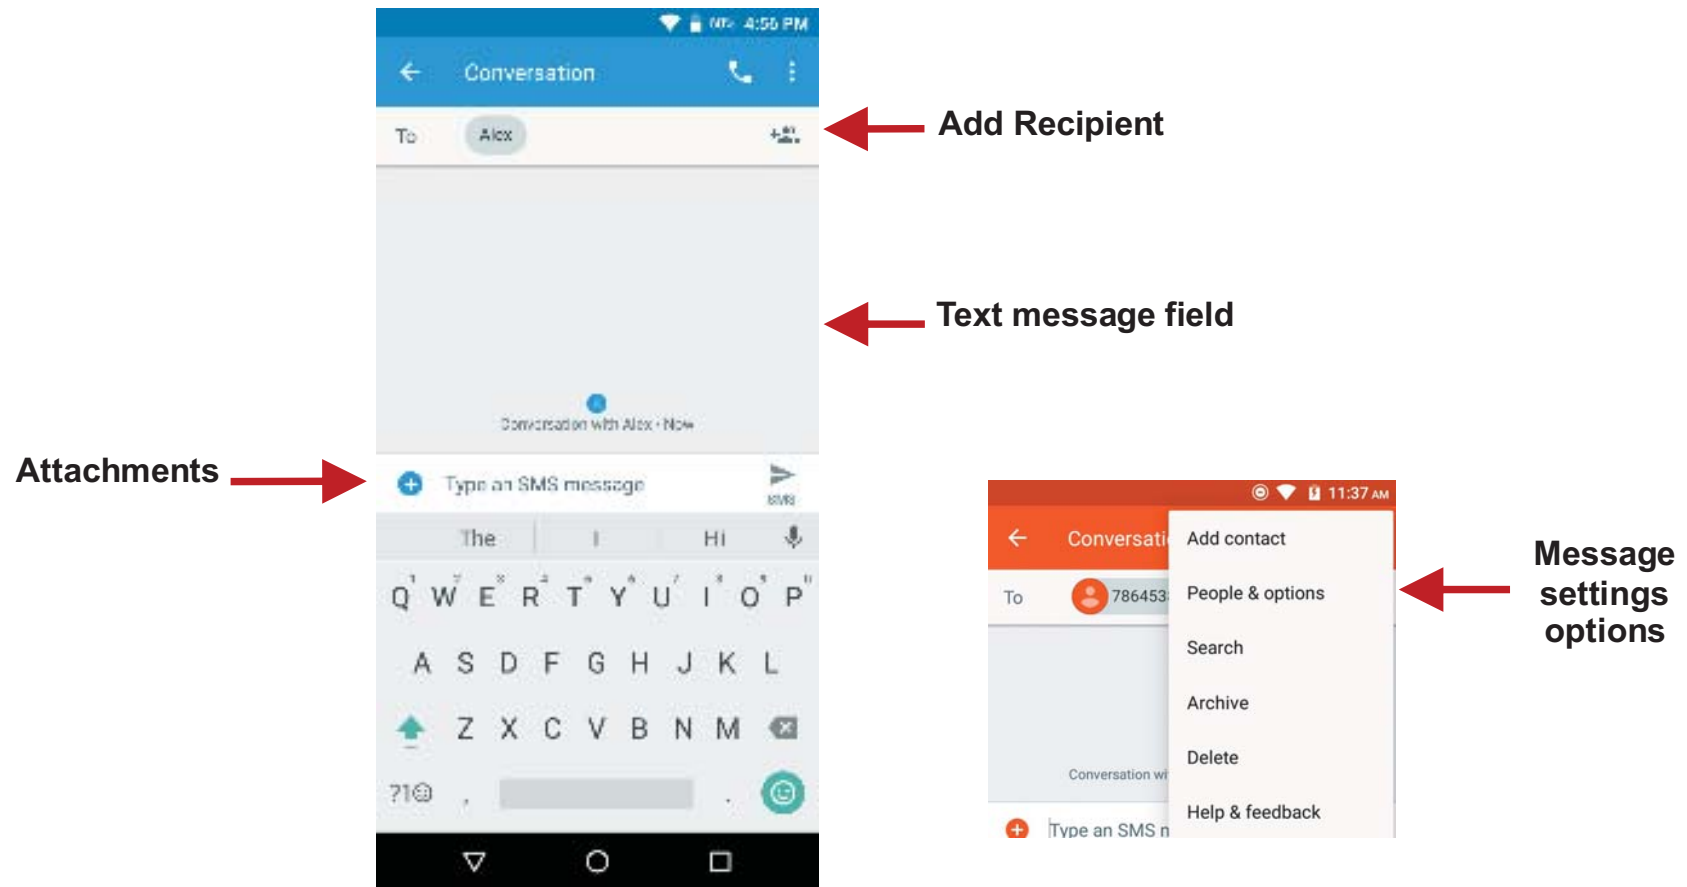 4:56 PM
Conversation
Add Recipient
To Alex
Text message field
Conversation with Alex • Now
Attachments
Type an SMS message
SMS
The I Hi
Q W E R T Y U I O P
A S D F G H J K L
Z X C V B N M
?1☺ , .
11:37 AM
Conversati
Add contact
To 786453
People & options
Search
Archive
Delete
Conversation wi
Help & feedback
Type an SMS m
Message
settings
options